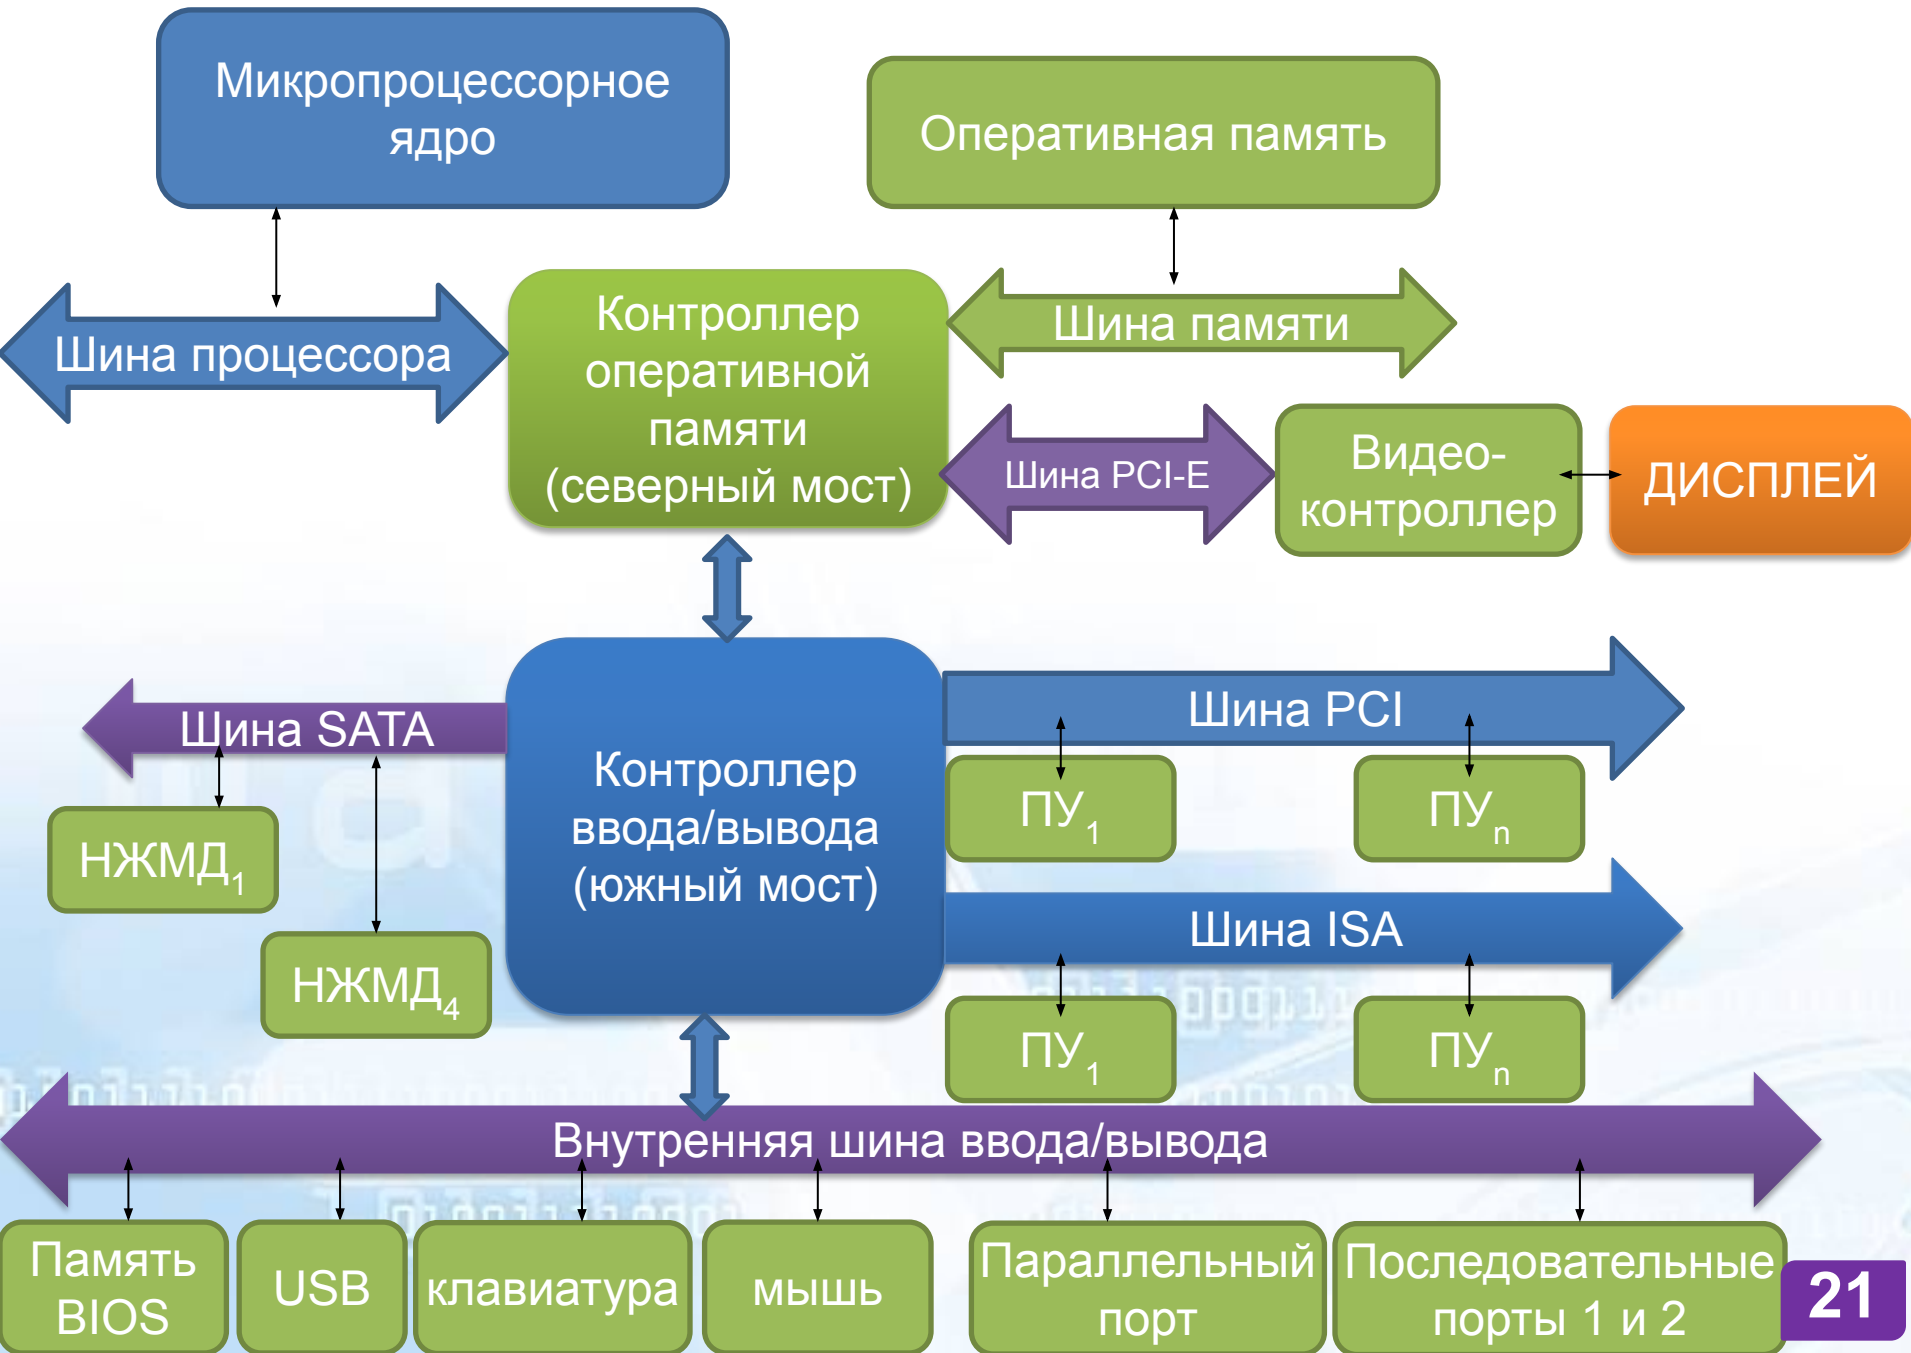 Микропроцессорное
ядро
Оперативная память
Шина процессора
Контроллер
оперативной
памяти
(северный мост)
Шина памяти
Шина PCI-E
Видео-
контроллер
ДИСПЛЕЙ
Шина SATA
НЖМД1
НЖМД4
Контроллер
ввода/вывода
(южный мост)
Шина PCI
ПУ1
ПУn
Шина ISA
ПУ1
ПУn
Внутренняя шина ввода/вывода
Память
BIOS
USB
клавиатура
мышь
Параллельный
порт
Последовательные
порты 1 и 2
21